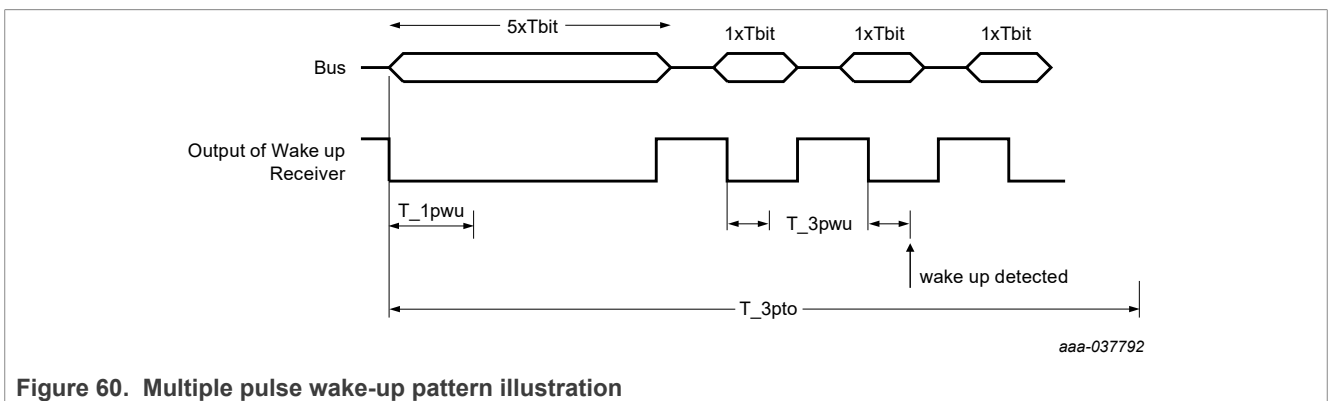 5xTbit
1xTbit 1xTbit 1xTbit
Bus
Output of Wake up
Receiver
T_1pwu
T_3pwu
wake up detected
T_3pto
aaa-037792
Figure 60. Multiple pulse wake-up pattern illustration